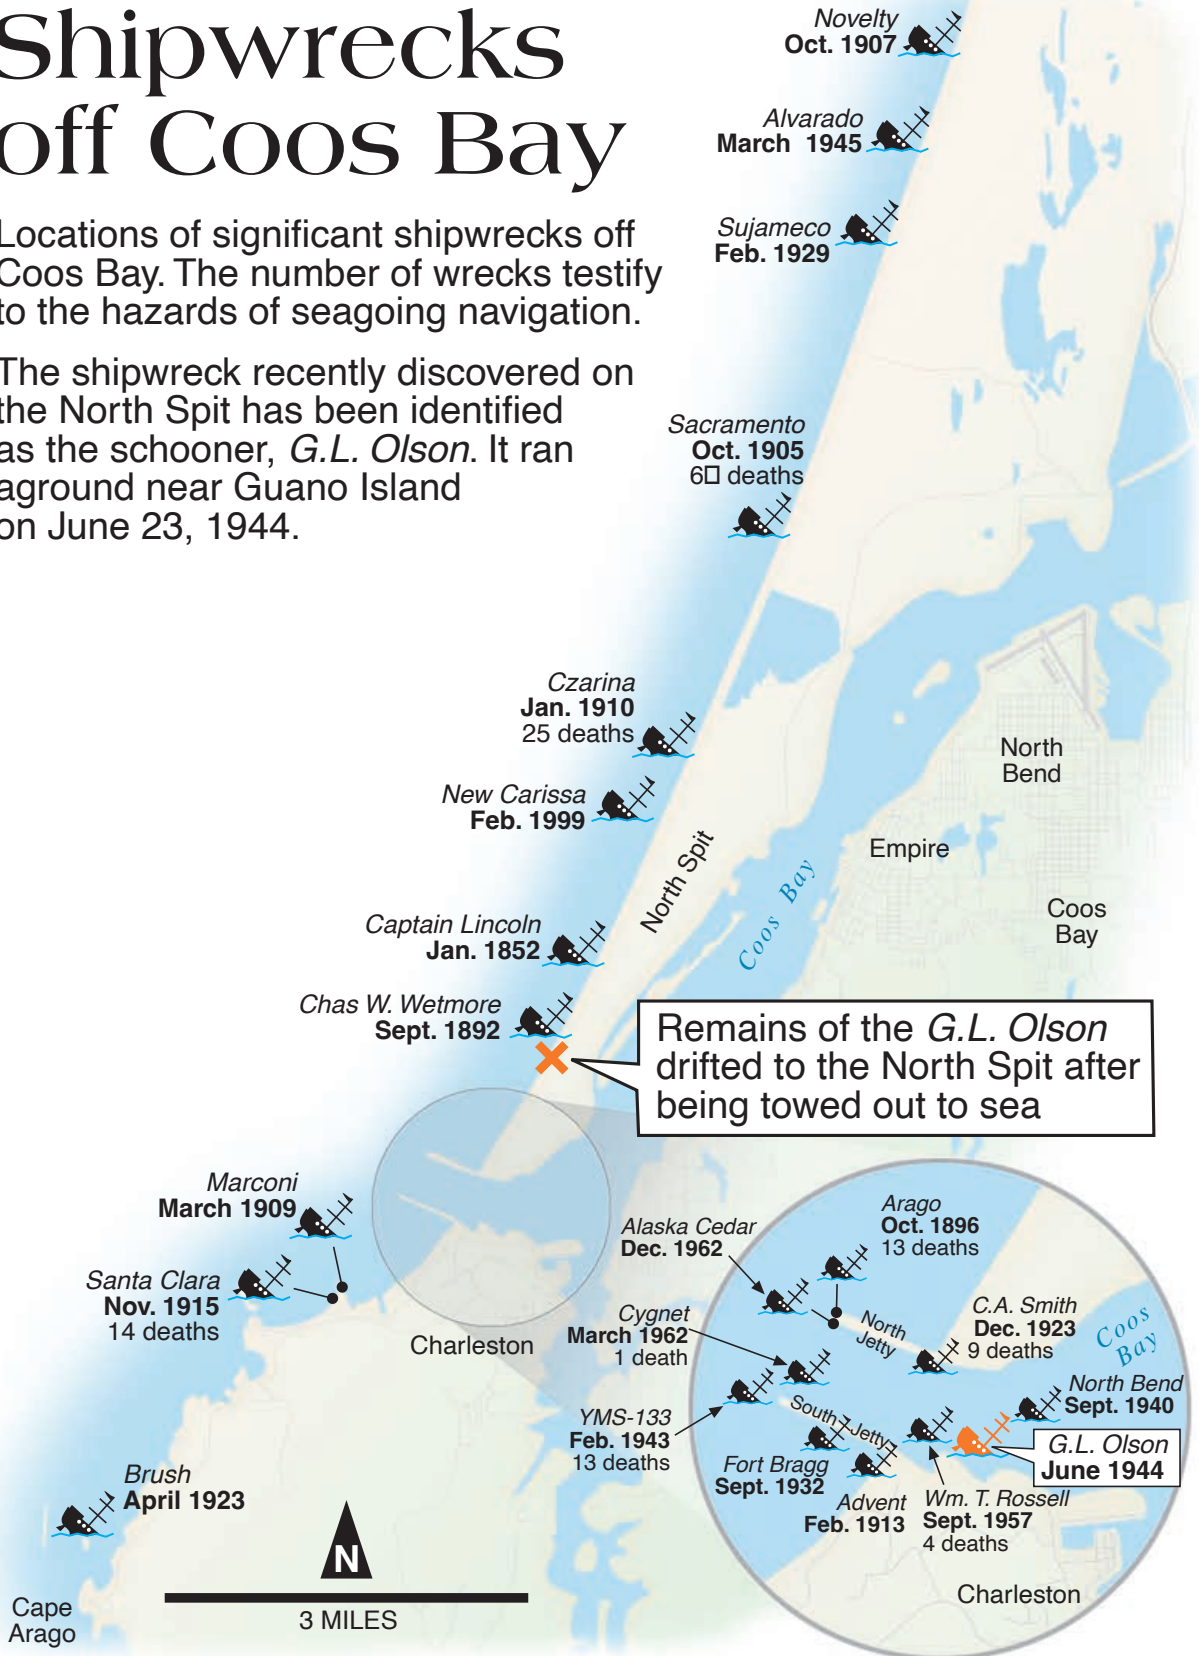 Shipwrecks
off Coos Bay
Locations of significant shipwrecks off
Coos Bay. The number of wrecks testify
to the hazards of seagoing navigation.
The shipwreck recently discovered on
the North Spit has been identified
as the schooner, G.L. Olson. It ran
aground near Guano Island
on June 23, 1944.
Novelty
Oct. 1907
Alvarado
March 1945
Sujameco
Feb. 1929
Sacramento
Oct. 1905
6□ deaths
Czarina
Jan. 1910
25 deaths
New Carissa
Feb. 1999
North Spit
Coos Bay
North
Bend
Empire
Coos
Bay
Captain Lincoln
Jan. 1852
Chas W. Wetmore
Sept. 1892
Remains of the G.L. Olson
drifted to the North Spit after
being towed out to sea
Marconi
March 1909
Santa Clara
Nov. 1915
14 deaths
Charleston
Brush
April 1923
Cape
Arago
N
3 MILES
Arago
Oct. 1896
13 deaths
Alaska Cedar
Dec. 1962
Cygnet
March 1962
1 death
North
Jetty
C.A. Smith
Dec. 1923
9 deaths
Coos
Bay
North Bend
Sept. 1940
YMS-133
Feb. 1943
13 deaths
South Jetty
Fort Bragg
Sept. 1932
G.L. Olson
June 1944
Advent
Feb. 1913
Wm. T. Rossell
Sept. 1957
4 deaths
Charleston